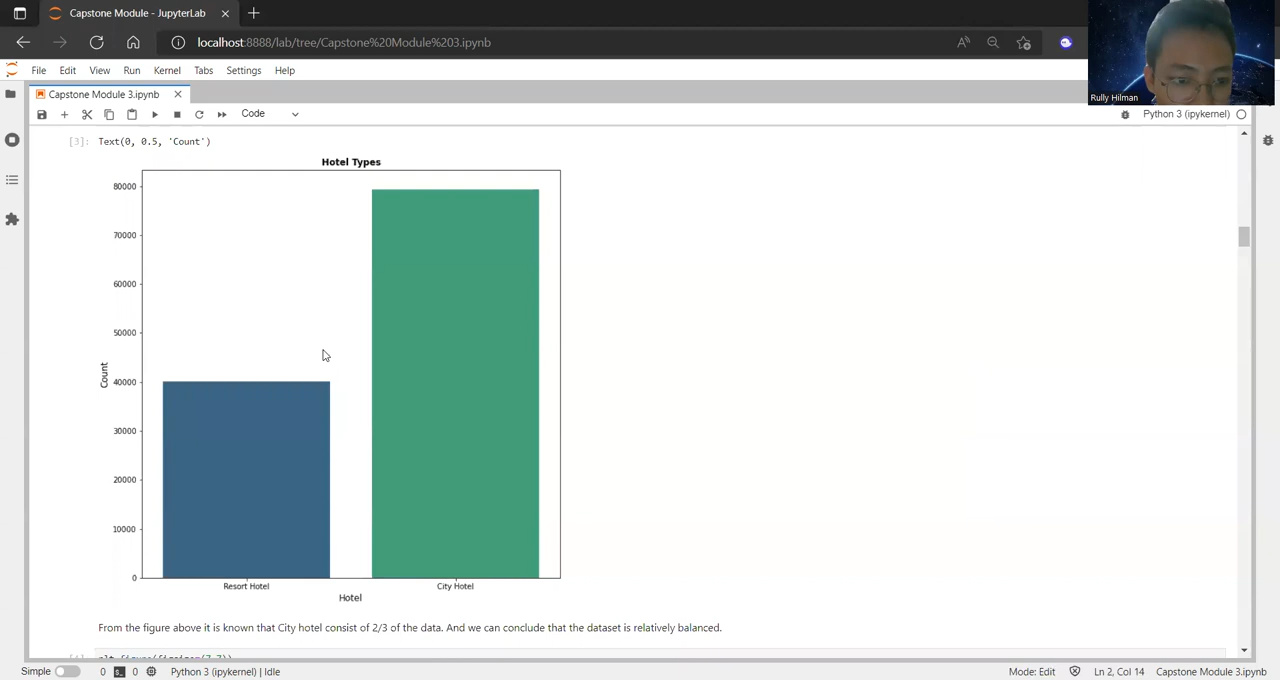 Capstone Module - JupyterLab
localhost:8888/lab/tree/Capstone%20Module%203.ipynb
Rully Hilman
File Edit View Run Kernel Tabs Settings Help
Capstone Module 3.ipynb
Code
Python 3 (ipykernel)
[3]: Text(0, 0.5, 'Count')
Hotel Types
80000
70000
60000
50000
40000
30000
20000
10000
0
Count
Resort Hotel City Hotel
Hotel
From the figure above it is known that City hotel consist of 2/3 of the data. And we can conclude that the dataset is relatively balanced.
Simple 0 0 Python 3 (ipykernel) | Idle Mode: Edit Ln 2, Col 14 Capstone Module 3.ipynb